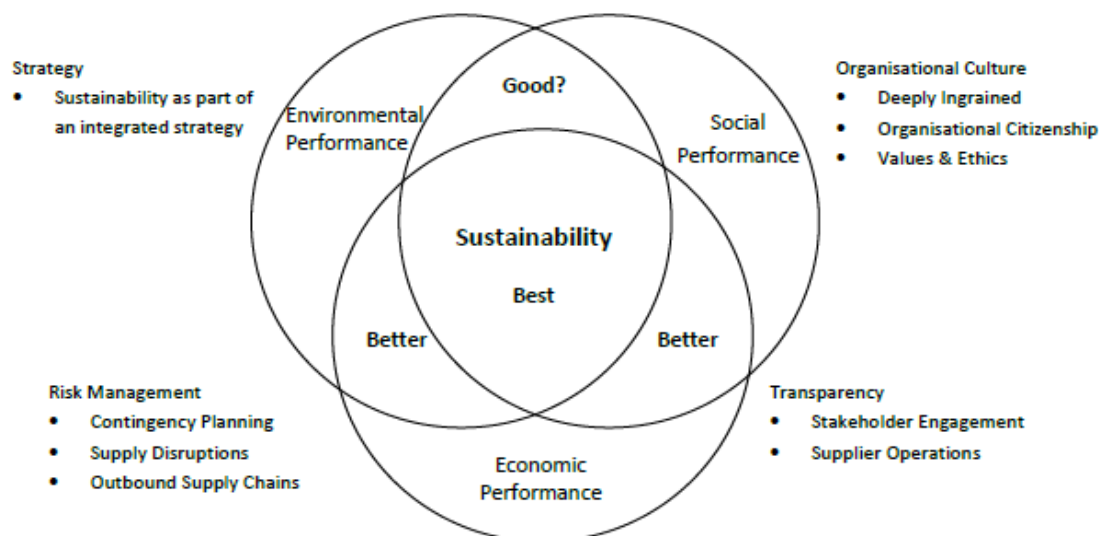 Strategy
• Sustainability as part of
an integrated strategy
Good?
Environmental
Performance
Social
Performance
Organisational Culture
• Deeply Ingrained
• Organisational Citizenship
• Values & Ethics
Sustainability
Best
Better
Better
Risk Management
• Contingency Planning
• Supply Disruptions
• Outbound Supply Chains
Transparency
• Stakeholder Engagement
• Supplier Operations
Economic
Performance